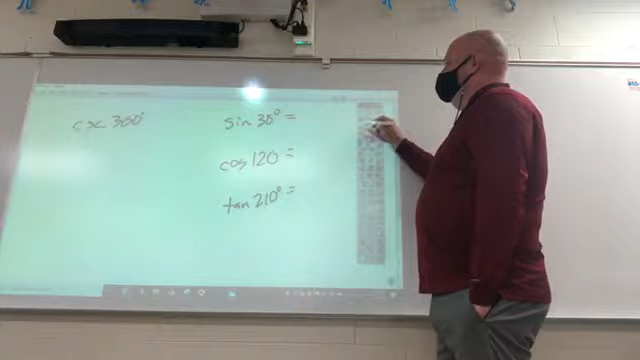 csc 300°
sin 30° =
cos 120 =
tan 210° =